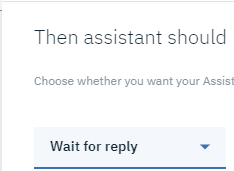 Then assistant should
Choose whether you want your Assist
Wait for reply